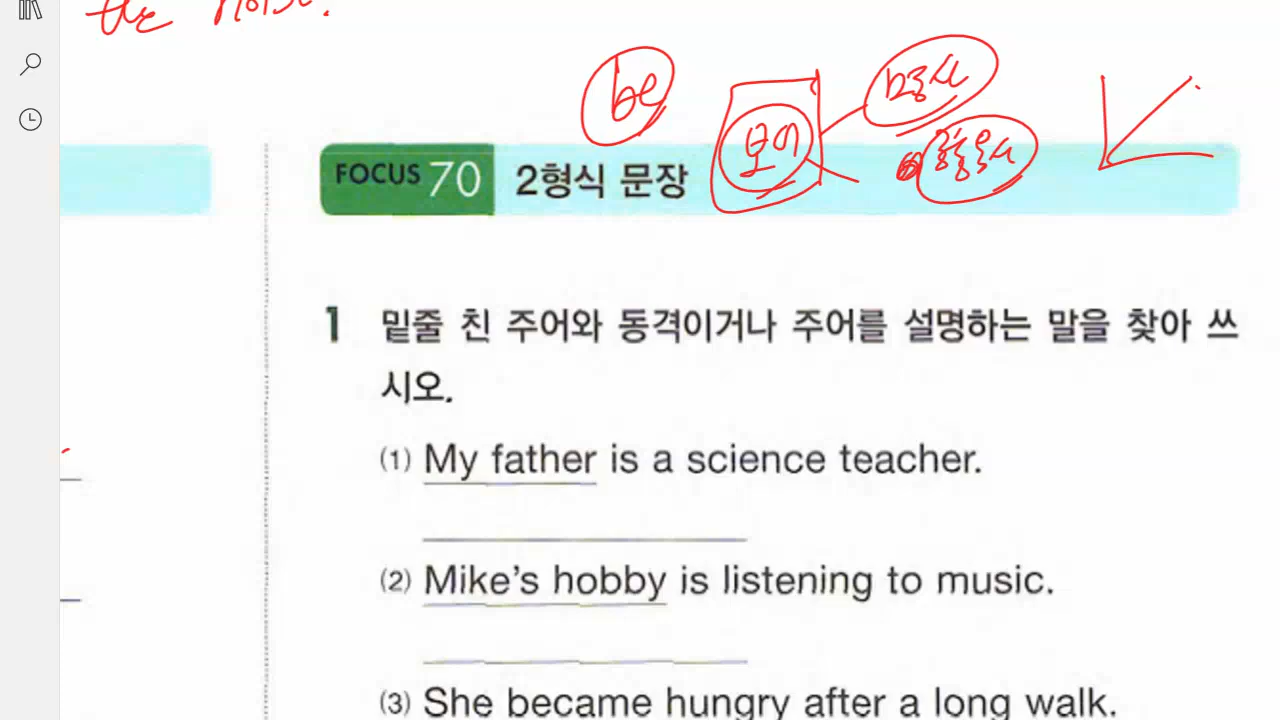 the noise.
be
보어
명사
형용사
FOCUS 70 2형식 문장
1 밑줄 친 주어와 동격이거나 주어를 설명하는 말을 찾아 쓰
시오.
(1) My father is a science teacher.
(2) Mike's hobby is listening to music.
(3) She became hungry after a long walk.